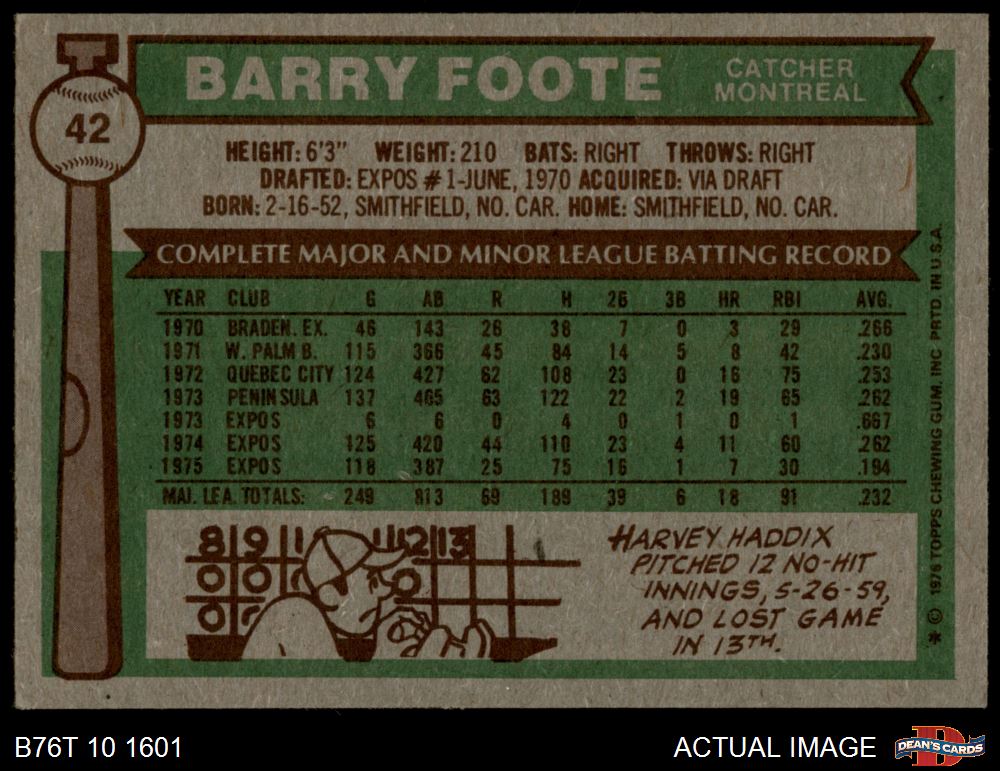 42
BARRY FOOTE
CATCHER
MONTREAL
HEIGHT: 6'3" WEIGHT: 210 BATS: RIGHT THROWS: RIGHT
DRAFTED: EXPOS #1-JUNE, 1970 ACQUIRED: VIA DRAFT
BORN: 2-16-52, SMITHFIELD, NO. CAR. HOME: SMITHFIELD, NO. CAR.
COMPLETE MAJOR AND MINOR LEAGUE BATTING RECORD
YEAR CLUB G AB R H 2B 3B HR RBI AVG.
1970 BRADEN. EX. 46 143 26 38 7 0 3 29 .266
1971 W. PALM B. 115 366 45 84 14 5 8 42 .230
1972 QUEBEC CITY 124 427 62 108 23 0 16 75 .253
1973 PENINSULA 137 465 63 122 22 2 19 65 .262
1973 EXPOS 6 6 0 4 0 1 0 1 .667
1974 EXPOS 125 420 44 110 23 4 11 60 .262
1975 EXPOS 118 387 25 75 16 1 7 30 .194
MAJ. LEA. TOTALS: 249 813 69 189 39 6 18 91 .232
8 9 1 12 13
0 0 0
0 0
HARVEY HADDIX
PITCHED 12 NO-HIT
INNINGS, 5-26-59,
AND LOST GAME
IN 13TH.
* © 1976 TOPPS CHEWING GUM, INC. PRTD. IN U.S.A.
B76T 10 1601
ACTUAL IMAGE
D
DEAN'S CARDS